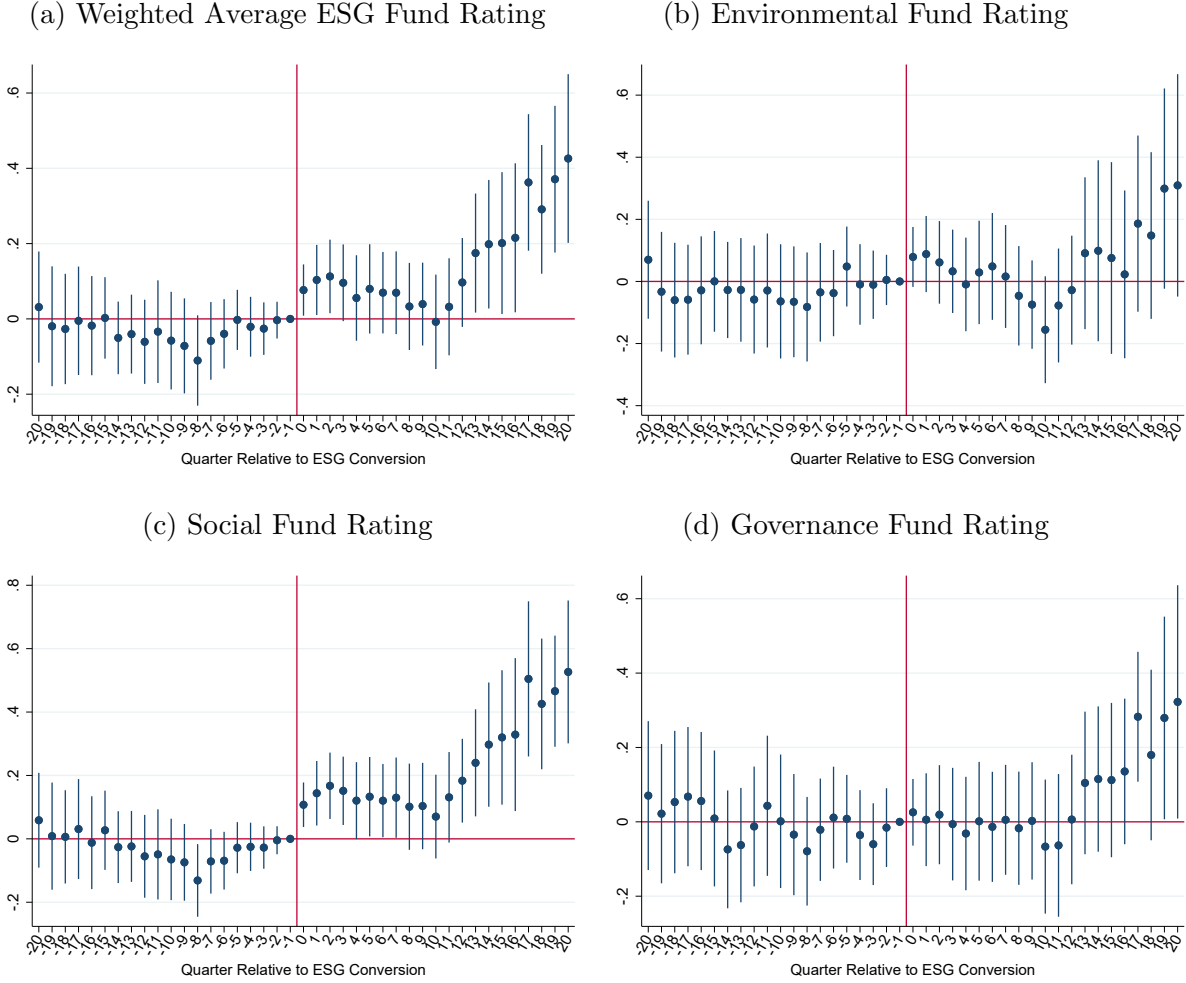 (a) Weighted Average ESG Fund Rating
.6
.4
.2
0
-.2
-20 -19 -18 -17 -16 -15 -14 -13 -12 -11 -10 -9 -8 -7 -6 -5 -4 -3 -2 -1 0 1 2 3 4 5 6 7 8 9 10 11 12 13 14 15 16 17 18 19 20
Quarter Relative to ESG Conversion
(b) Environmental Fund Rating
.6
.4
.2
0
-.2
-.4
-20 -19 -18 -17 -16 -15 -14 -13 -12 -11 -10 -9 -8 -7 -6 -5 -4 -3 -2 -1 0 1 2 3 4 5 6 7 8 9 10 11 12 13 14 15 16 17 18 19 20
Quarter Relative to ESG Conversion
(c) Social Fund Rating
.8
.6
.4
.2
0
-.2
-20 -19 -18 -17 -16 -15 -14 -13 -12 -11 -10 -9 -8 -7 -6 -5 -4 -3 -2 -1 0 1 2 3 4 5 6 7 8 9 10 11 12 13 14 15 16 17 18 19 20
Quarter Relative to ESG Conversion
(d) Governance Fund Rating
.6
.4
.2
0
-.2
-20 -19 -18 -17 -16 -15 -14 -13 -12 -11 -10 -9 -8 -7 -6 -5 -4 -3 -2 -1 0 1 2 3 4 5 6 7 8 9 10 11 12 13 14 15 16 17 18 19 20
Quarter Relative to ESG Conversion